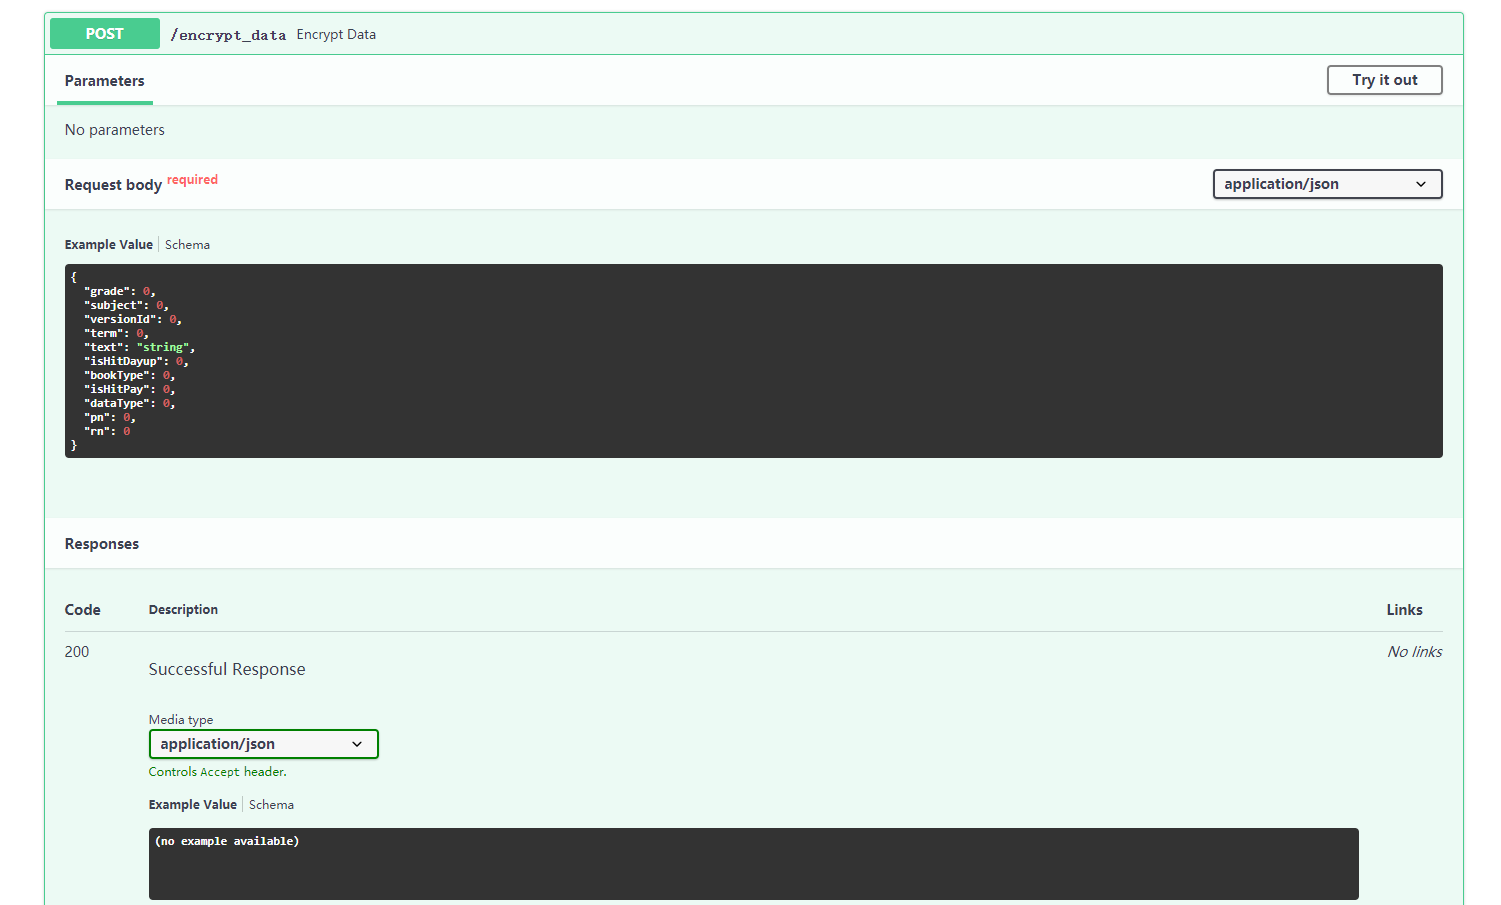 POST /encrypt_data Encrypt Data
Parameters
Try it out
No parameters
Request body required
application/json
Example Value Schema
{
  "grade": 0,
  "subject": 0,
  "versionId": 0,
  "term": 0,
  "text": "string",
  "isHitDayup": 0,
  "bookType": 0,
  "isHitPay": 0,
  "dataType": 0,
  "pn": 0,
  "rn": 0
}
Responses
Code Description Links
200 Successful Response No links
Media type
application/json
Controls Accept header.
Example Value Schema
(no example available)